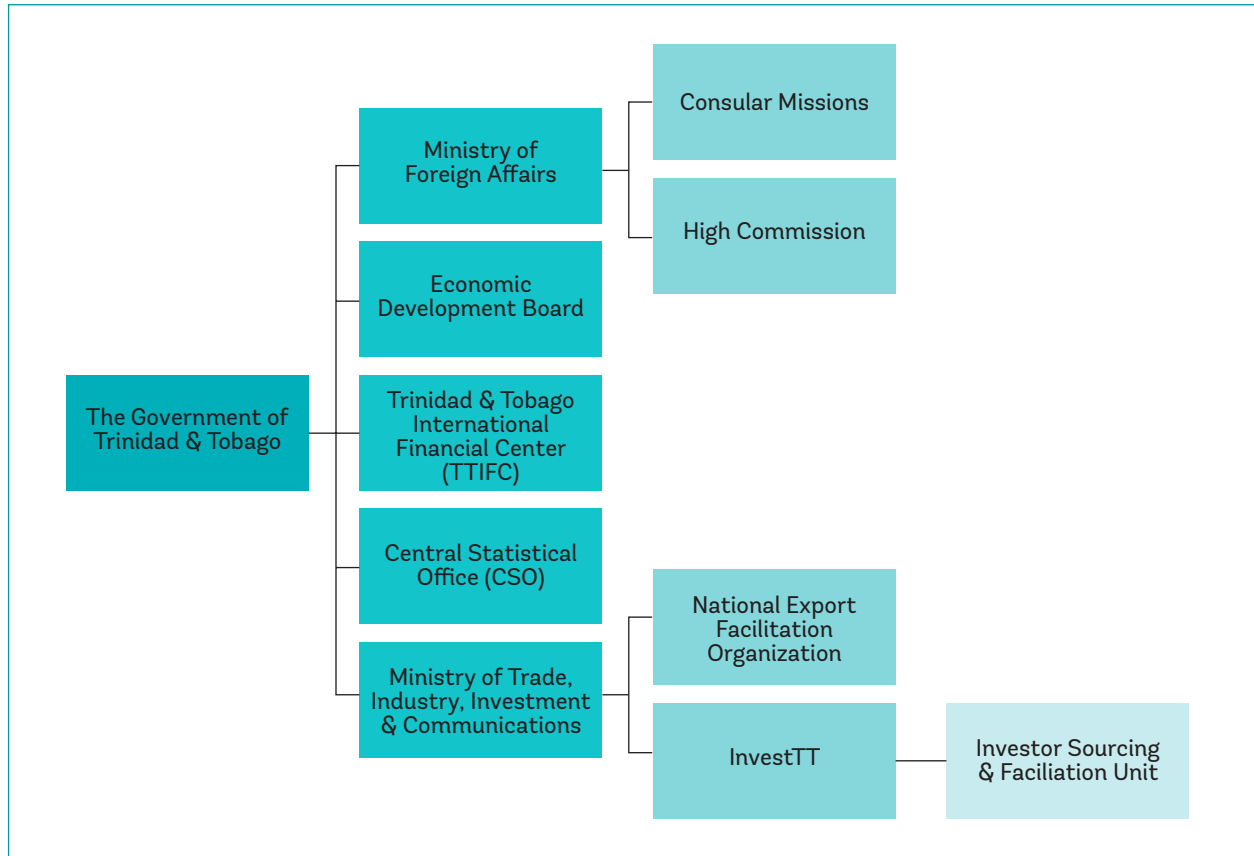 Consular Missions
Ministry of
Foreign Affairs
High Commission
Economic
Development Board
The Government of
Trinidad & Tobago
Trinidad & Tobago
International
Financial Center
(TTIFC)
Central Statistical
Office (CSO)
National Export
Facilitation
Organization
Ministry of Trade,
Industry, Investment
& Communications
InvestTT
Investor Sourcing
& Faciliation Unit